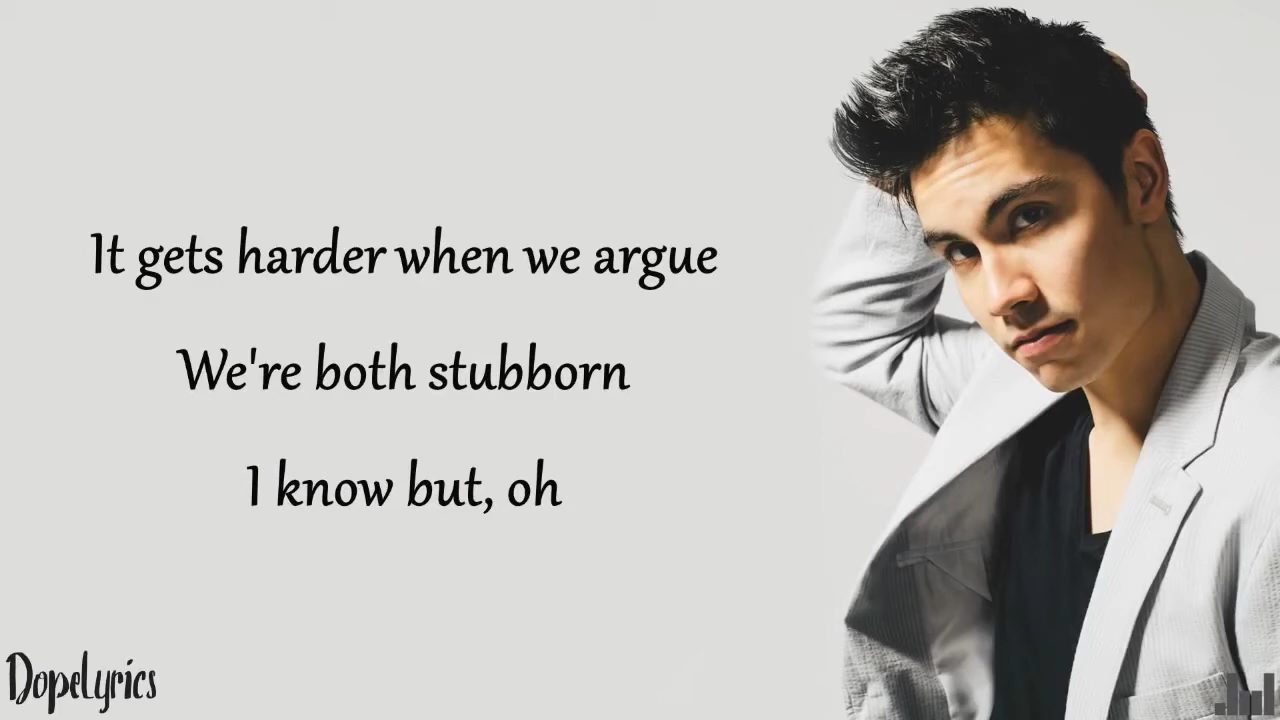 It gets harder when we argue
We're both stubborn
I know but, oh
DopeLyrics